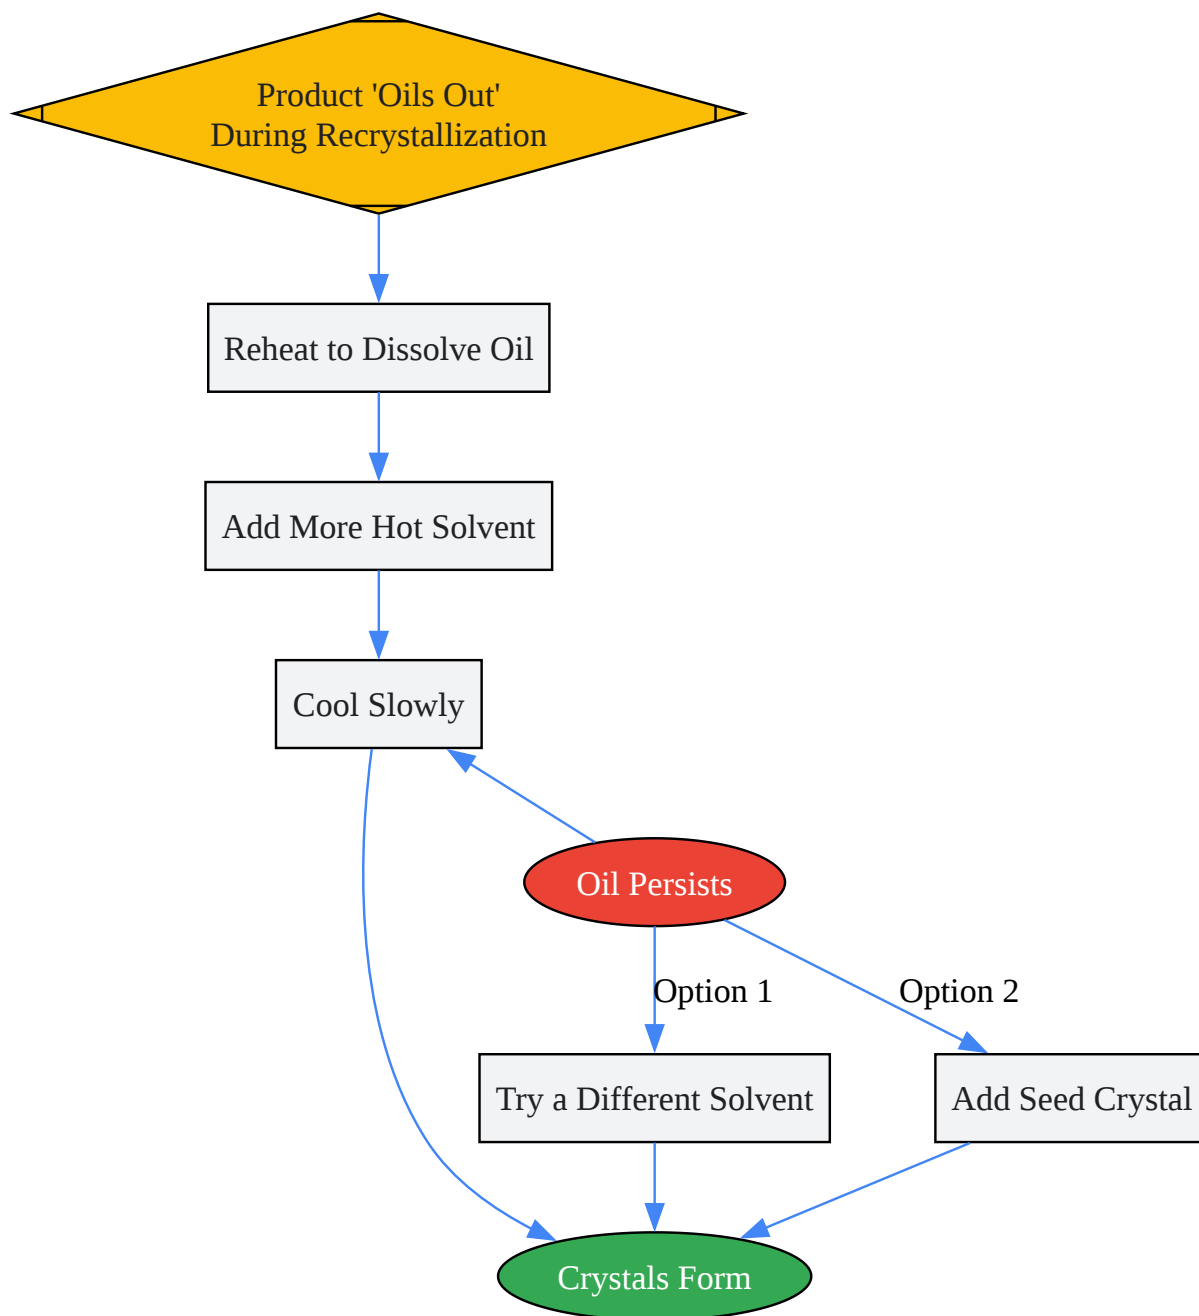 Product 'Oils Out'
During Recrystallization
Reheat to Dissolve Oil
Add More Hot Solvent
Cool Slowly
Oil Persists
Option 1
Option 2
Try a Different Solvent
Add Seed Crystal
Crystals Form